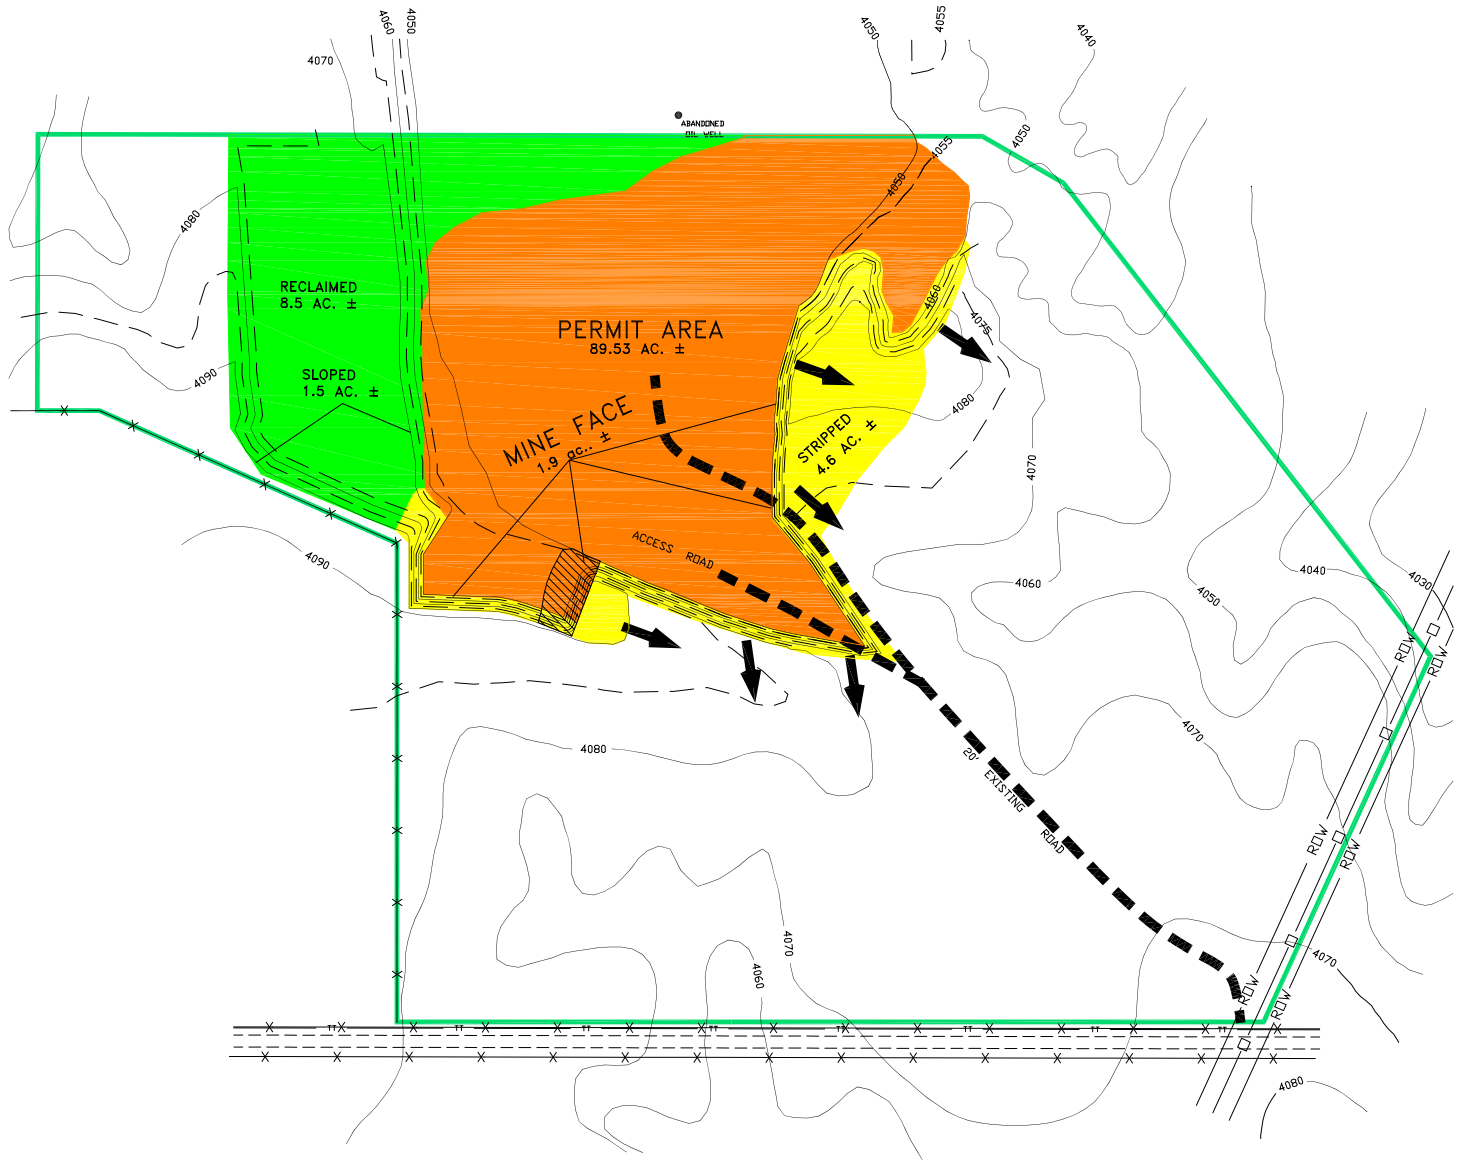 4060
4050
4050
4055
4040
4070
ABANDONED
OIL WELL
4050
4055
4050
4080
RECLAIMED
8.5 AC. ±
4060
4075
PERMIT AREA
89.53 AC. ±
4090
SLOPED
1.5 AC. ±
MINE FACE
1.9 ac.. ±
4080
STRIPPED
4.6 AC. ±
4070
4090
ACCESS ROAD
4060
4040
4030
4050
ROW
ROW
4080
4070
20' EXISTING ROAD
ROW
ROW
4070
4060
4070
ROW
ROW
4080